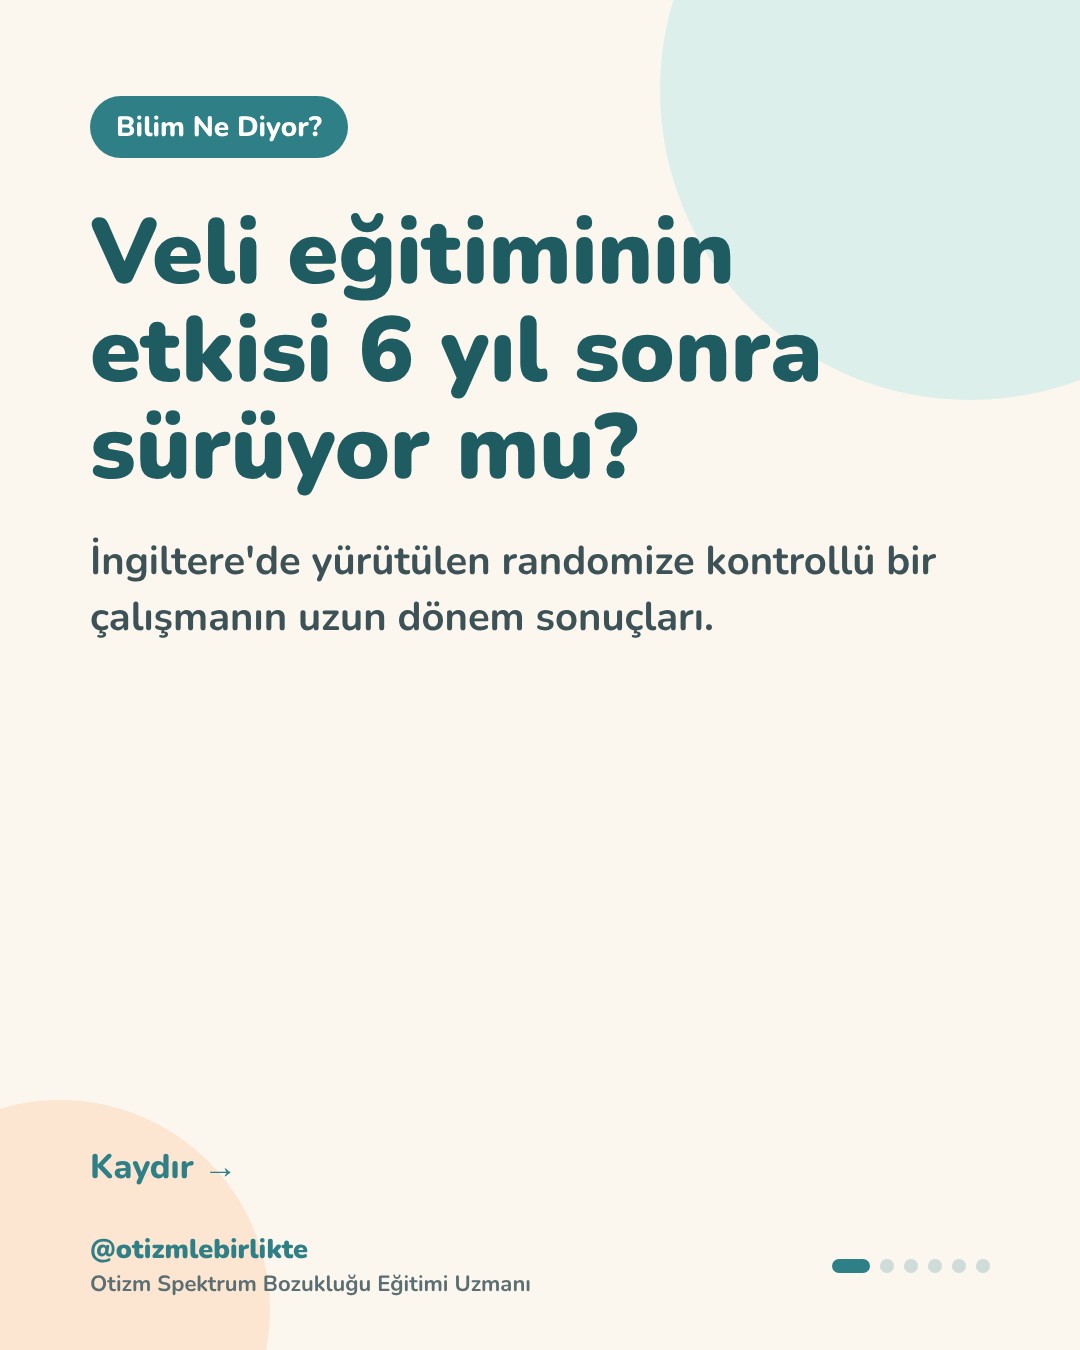 Bilim Ne Diyor?
Veli eğitiminin
etkisi 6 yıl sonra
sürüyor mu?
İngiltere'de yürütülen randomize kontrollü bir
çalışmanın uzun dönem sonuçları.
Kaydır →
@otizmlebirlikte
Otizm Spektrum Bozukluğu Eğitimi Uzmanı